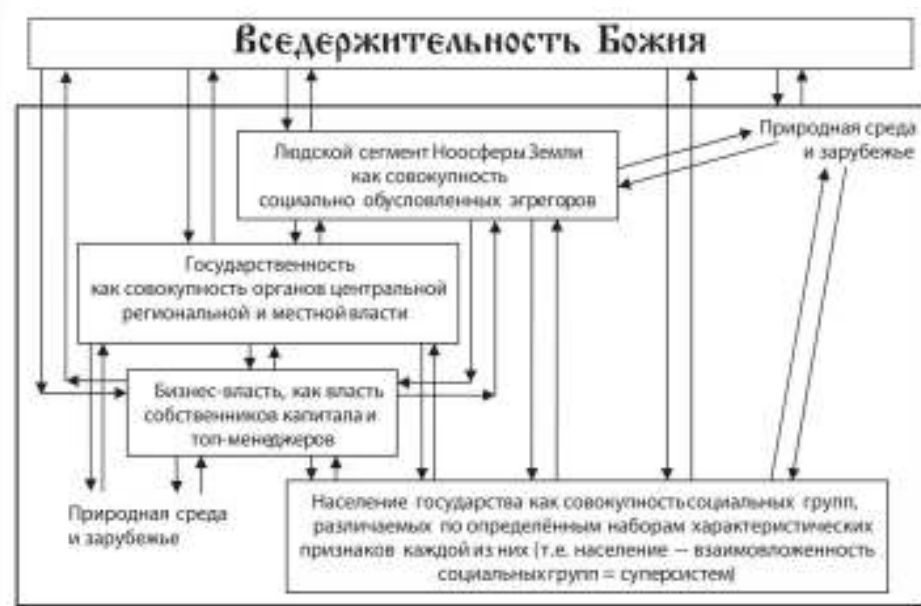 Вседержительность Божия
Природная среда
и зарубежье
Людской сегмент Ноосферы Земли
как совокупность
социально обусловленных эгрегоров
Государственность
как совокупность органов центральной
региональной и местной власти
Бизнес-власть, как власть
собственников капитала и
топ-менеджеров
Природная среда
и зарубежье
Население государства как совокупность социальных групп,
различаемых по определённым наборам характеристических
признаков каждой из них (т.е. население — взаимовложенность
социальных групп = суперсистем)